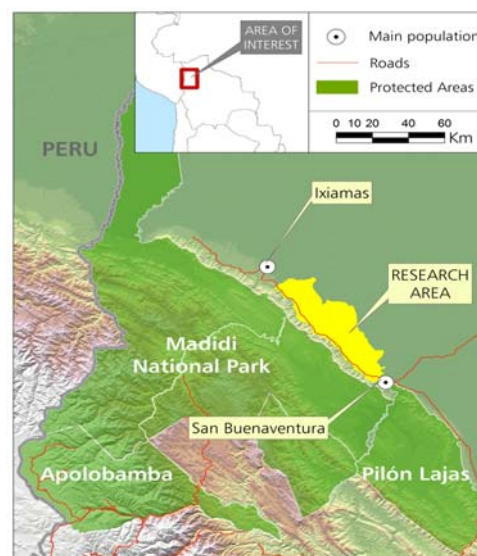 AREA OF
INTEREST
Main population
Roads
Protected Areas
0 10 20 40 60
Km
PERU
Ixiamas
RESEARCH
AREA
Madidi
National Park
San Buenaventura
Apolobamba
Pilón Lajas